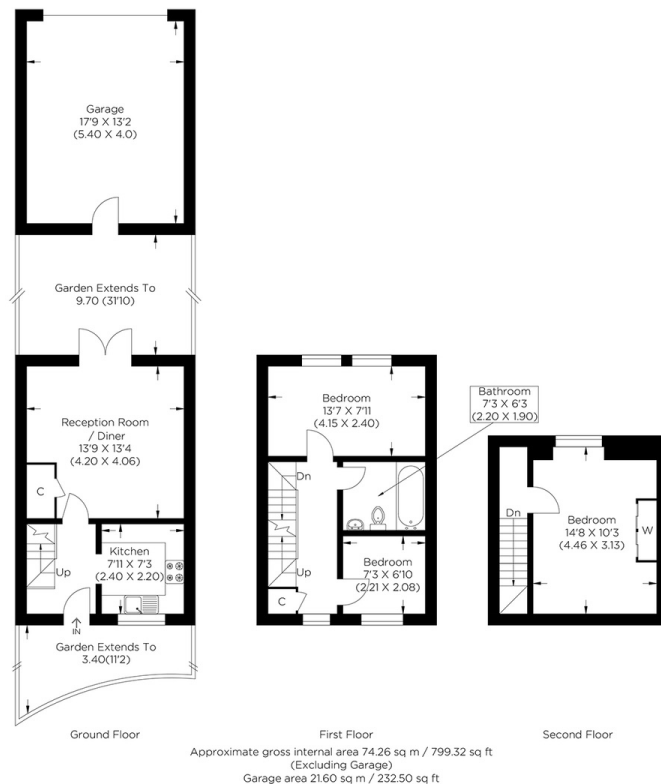 Garage
17'9 X 13'2
(5.40 X 4.0)
Garden Extends To
9.70 (31'10)
Reception Room
/ Diner
13'9 X 13'4
(4.20 X 4.06)
C
Kitchen
7'11 X 7'3
(2.40 X 2.20)
Up
IN
Garden Extends To
3.40(11'2)
Ground Floor
Bedroom
13'7 X 7'11
(4.15 X 2.40)
Bathroom
7'3 X 6'3
(2.20 X 1.90)
Dn
Up
Bedroom
7'3 X 6'10
(2.21 X 2.08)
C
First Floor
Dn
Bedroom
14'8 X 10'3
(4.46 X 3.13)
W
Second Floor
Approximate gross internal area 74.26 sq m / 799.32 sq ft
(Excluding Garage)
Garage area 21.60 sq m / 232.50 sq ft